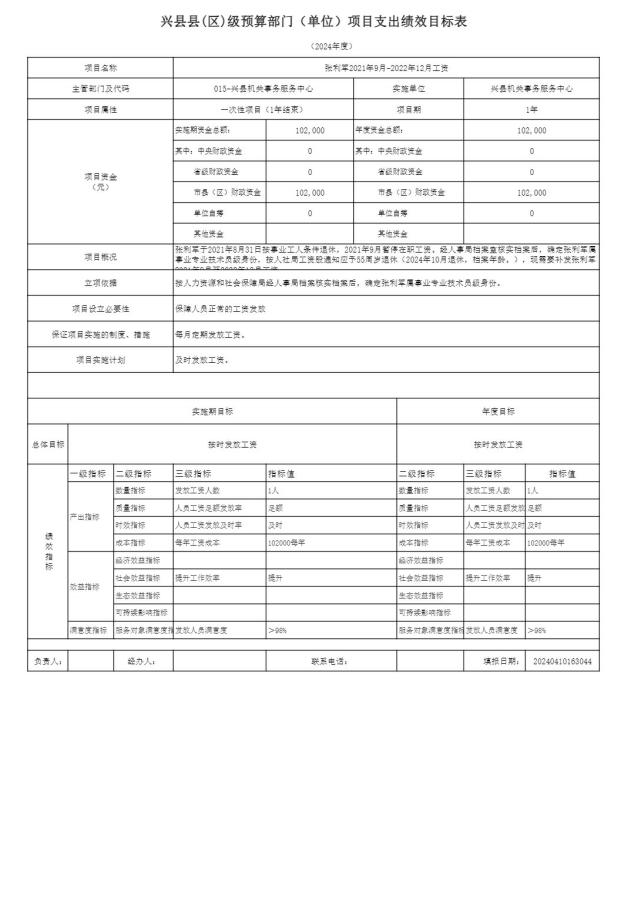 兴县县(区)级预算部门（单位）项目支出绩效目标表
（2024年度）
项目名称 张利军2021年9月-2022年12月工资
主管部门及代码 015-兴县机关事务服务中心 实施单位 兴县机关事务服务中心
项目属性 一次性项目（1年结束） 项目期 1年
项目资金（元） 实施期资金总额： 102,000 年度资金总额： 102,000
其中：中央财政资金 0 其中：中央财政资金 0
省级财政资金 0 省级财政资金 0
市县（区）财政资金 102,000 市县（区）财政资金 102,000
单位自筹 0 单位自筹 0
其他资金 其他资金
项目概况 张利军于2021年8月31日按事业工人条件退休，2021年9月暂停在职工资。经人事局档案查核实档案后，确定张利军属
事业专业技术员级身份。按人社局工资股通知应于55周岁退休（2024年10月退休，档案年龄。），现需要补发张利军
2021年9月至2022年12月工资
立项依据 按人力资源和社会保障局经人事局档案核实档案后，确定张利军属事业专业技术员级身份。
项目设立必要性 保障人员正常的工资发放
保证项目实施的制度、措施 每月定期发放工资。
项目实施计划 及时发放工资。
实施期目标 年度目标
总体目标 按时发放工资 按时发放工资
绩效指标 一级指标 二级指标 三级指标 指标值 二级指标 三级指标 指标值
产出指标 数量指标 发放工资人数 1人 数量指标 发放工资人数 1人
质量指标 人员工资足额发放率 足额 质量指标 人员工资足额发放 足额
时效指标 人员工资发放及时率 及时 时效指标 人员工资发放及时 及时
成本指标 每年工资成本 102000每年 成本指标 每年工资成本 102000每年
效益指标 经济效益指标 经济效益指标
社会效益指标 提升工作效率 提升 社会效益指标 提升工作效率 提升
生态效益指标 生态效益指标
可持续影响指标 可持续影响指标
满意度指标 服务对象满意度指 发放人员满意度 >98% 服务对象满意度指标 发放人员满意度 >98%
负责人： 经办人： 联系电话： 填报日期： 20240410163044